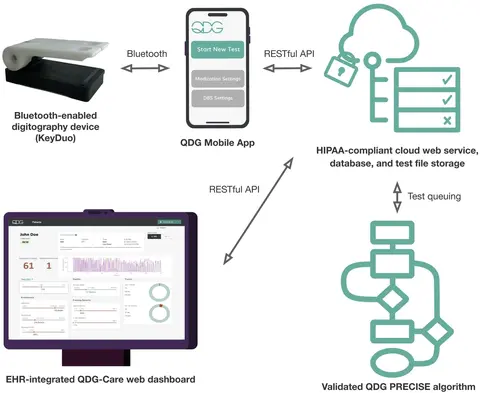 QDG
Start New Test
Medication Settings
DBS Settings
Bluetooth
RESTful API
Bluetooth-enabled
digitography device
(KeyDuo)
QDG Mobile App
HIPAA-compliant cloud web service,
database, and test file storage
RESTful API
Test queuing
QDG
John Doe
61
1
EHR-integrated QDG-Care web dashboard
Validated QDG PRECISE algorithm